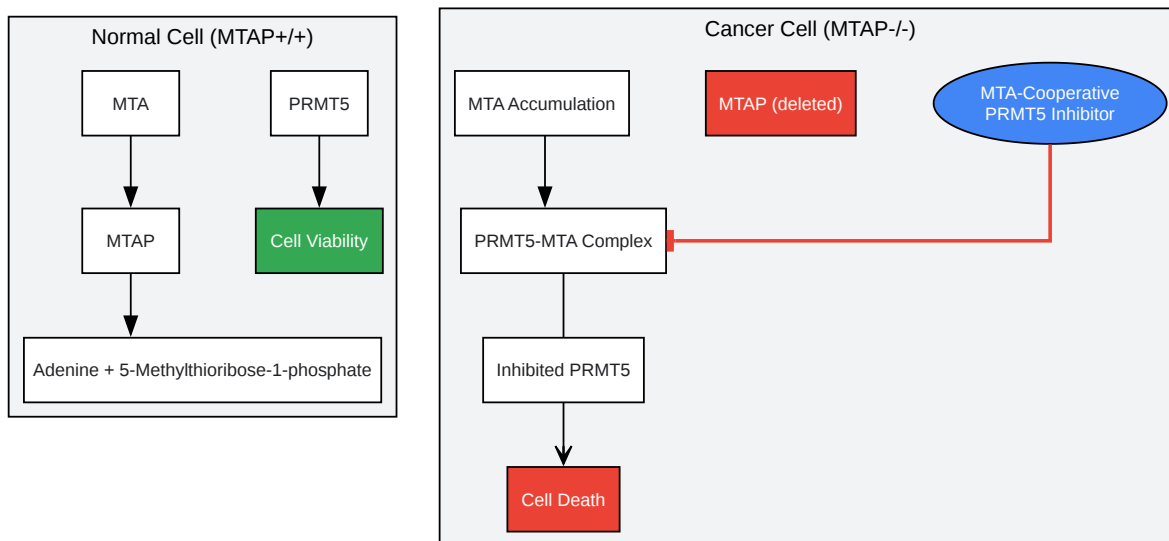 Normal Cell (MTAP+/+)
MTA
PRMT5
MTAP
Cell Viability
Adenine + 5-Methylthioribose-1-phosphate
Cancer Cell (MTAP-/-)
MTA Accumulation
MTAP (deleted)
MTA-Cooperative
PRMT5 Inhibitor
PRMT5-MTA Complex
Inhibited PRMT5
Cell Death